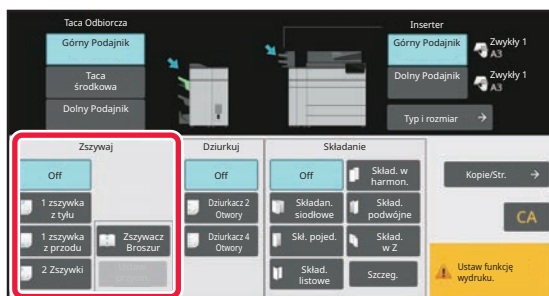 Taca Odbiorcza
Inserter
Górny Podajnik
Taca
środkowa
Dolny Podajnik
Górny Podajnik
Zwykły 1
A3
Dolny Podajnik
Zwykły 1
A3
Typ i rozmiar
Zszywaj
Off
1 zszywka
z tyłu
1 zszywka
z przodu
Zszywacz
Broszur
2 Zszywki
Dziurkuj
Off
Dziurkacz 2
Otwory
Dziurkacz 4
Otwory
Składanie
Off
Skład. w
harmon.
Składan.
siodłowe
Skład.
podwójne
Skł. pojed.
Skład.
w Z
Skład.
listowe
Szczeg.
Kopie/Str.
CA
Ustaw funkcję
wydruku.